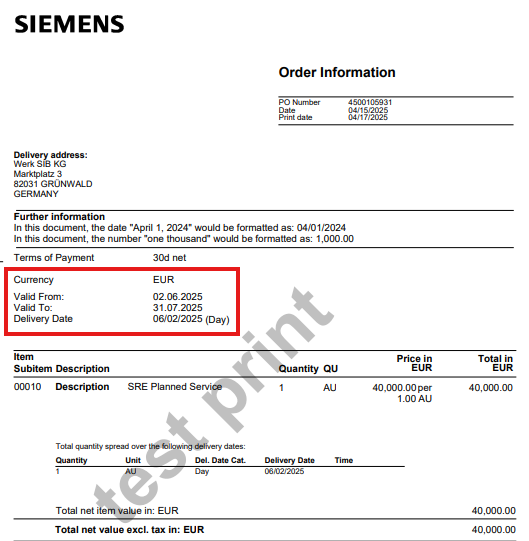 SIEMENS
Order Information
PO Number 4500105931
Date 04/15/2025
Print date 04/17/2025
Delivery address:
Werk SIB KG
Marktplatz 3
82031 GRÜNWALD
GERMANY
Further information
In this document, the date "April 1, 2024" would be formatted as: 04/01/2024
In this document, the number "one thousand" would be formatted as: 1,000.00
Terms of Payment 30d net
Currency EUR
Valid From: 02.06.2025
Valid To: 31.07.2025
Delivery Date 06/02/2025 (Day)
Item Price in Total in
Subitem Description Quantity QU EUR EUR
00010 Description SRE Planned Service 1 AU 40,000.00 per 40,000.00
1.00 AU
Total quantity spread over the following delivery dates:
Quantity Unit Del. Date Cat. Delivery Date Time
1 AU Day 06/02/2025
Total net item value in: EUR 40,000.00
Total net value excl. tax in: EUR 40,000.00
test print